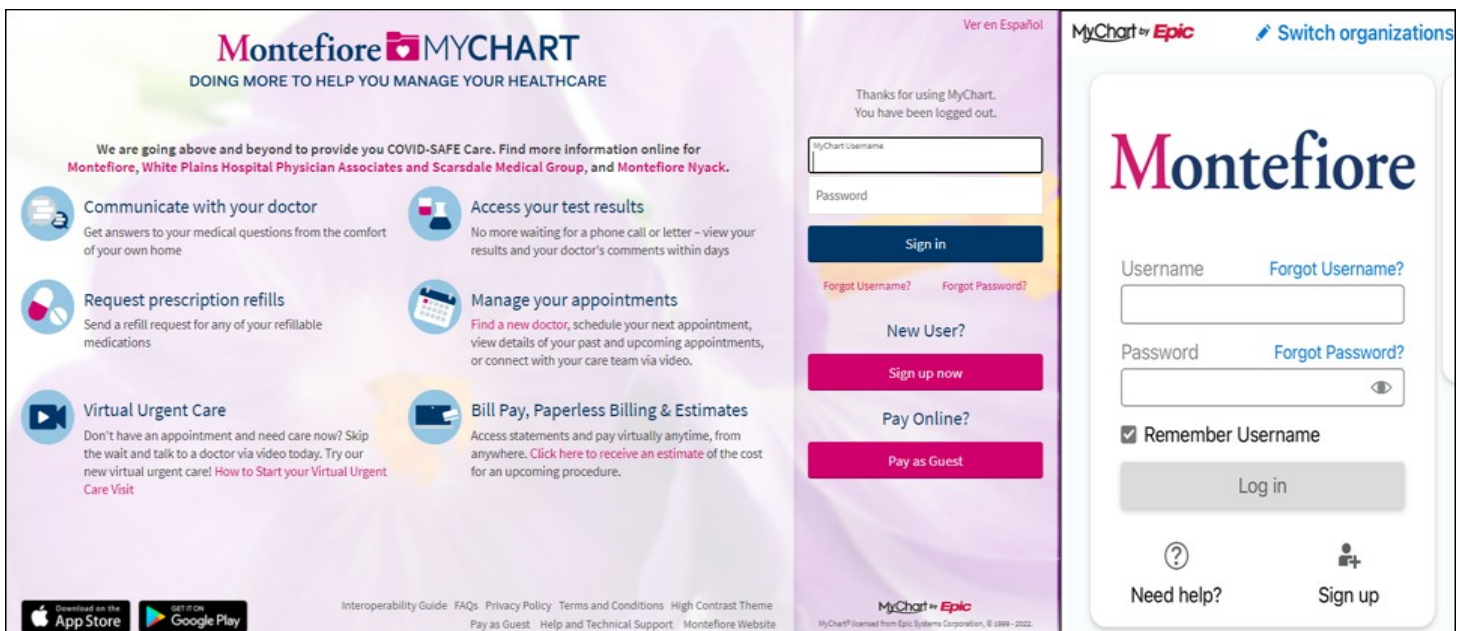 Montefiore MYCHART
DOING MORE TO HELP YOU MANAGE YOUR HEALTHCARE
We are going above and beyond to provide you COVID-SAFE Care. Find more information online for
Montefiore, White Plains Hospital Physician Associates and Scarsdale Medical Group, and Montefiore Nyack.
Communicate with your doctor
Get answers to your medical questions from the comfort
of your own home
Access your test results
No more waiting for a phone call or letter – view your
results and your doctor's comments within days
Request prescription refills
Send a refill request for any of your refillable
medications
Manage your appointments
Find a new doctor, schedule your next appointment,
view details of your past and upcoming appointments,
or connect with your care team via video.
Virtual Urgent Care
Don't have an appointment and need care now? Skip
the wait and talk to a doctor via video today. Try our
new virtual urgent care! How to Start your Virtual Urgent
Care Visit
Bill Pay, Paperless Billing & Estimates
Access statements and pay virtually anytime, from
anywhere. Click here to receive an estimate of the cost
for an upcoming procedure.
Download on the
App Store
GET IT ON
Google Play
Interoperability Guide FAQs Privacy Policy Terms and Conditions High Contrast Theme
Pay as Guest Help and Technical Support Montefiore Website
Ver en Español
Thanks for using MyChart.
You have been logged out.
MyChart Username
Password
Sign in
Forgot Username? Forgot Password?
New User?
Sign up now
Pay Online?
Pay as Guest
MyChart by Epic
MyChart® licensed from Epic Systems Corporation, © 1999 - 2022.
MyChart by Epic
Switch organizations
Montefiore
Username Forgot Username?
Password Forgot Password?
Remember Username
Log in
Need help? Sign up